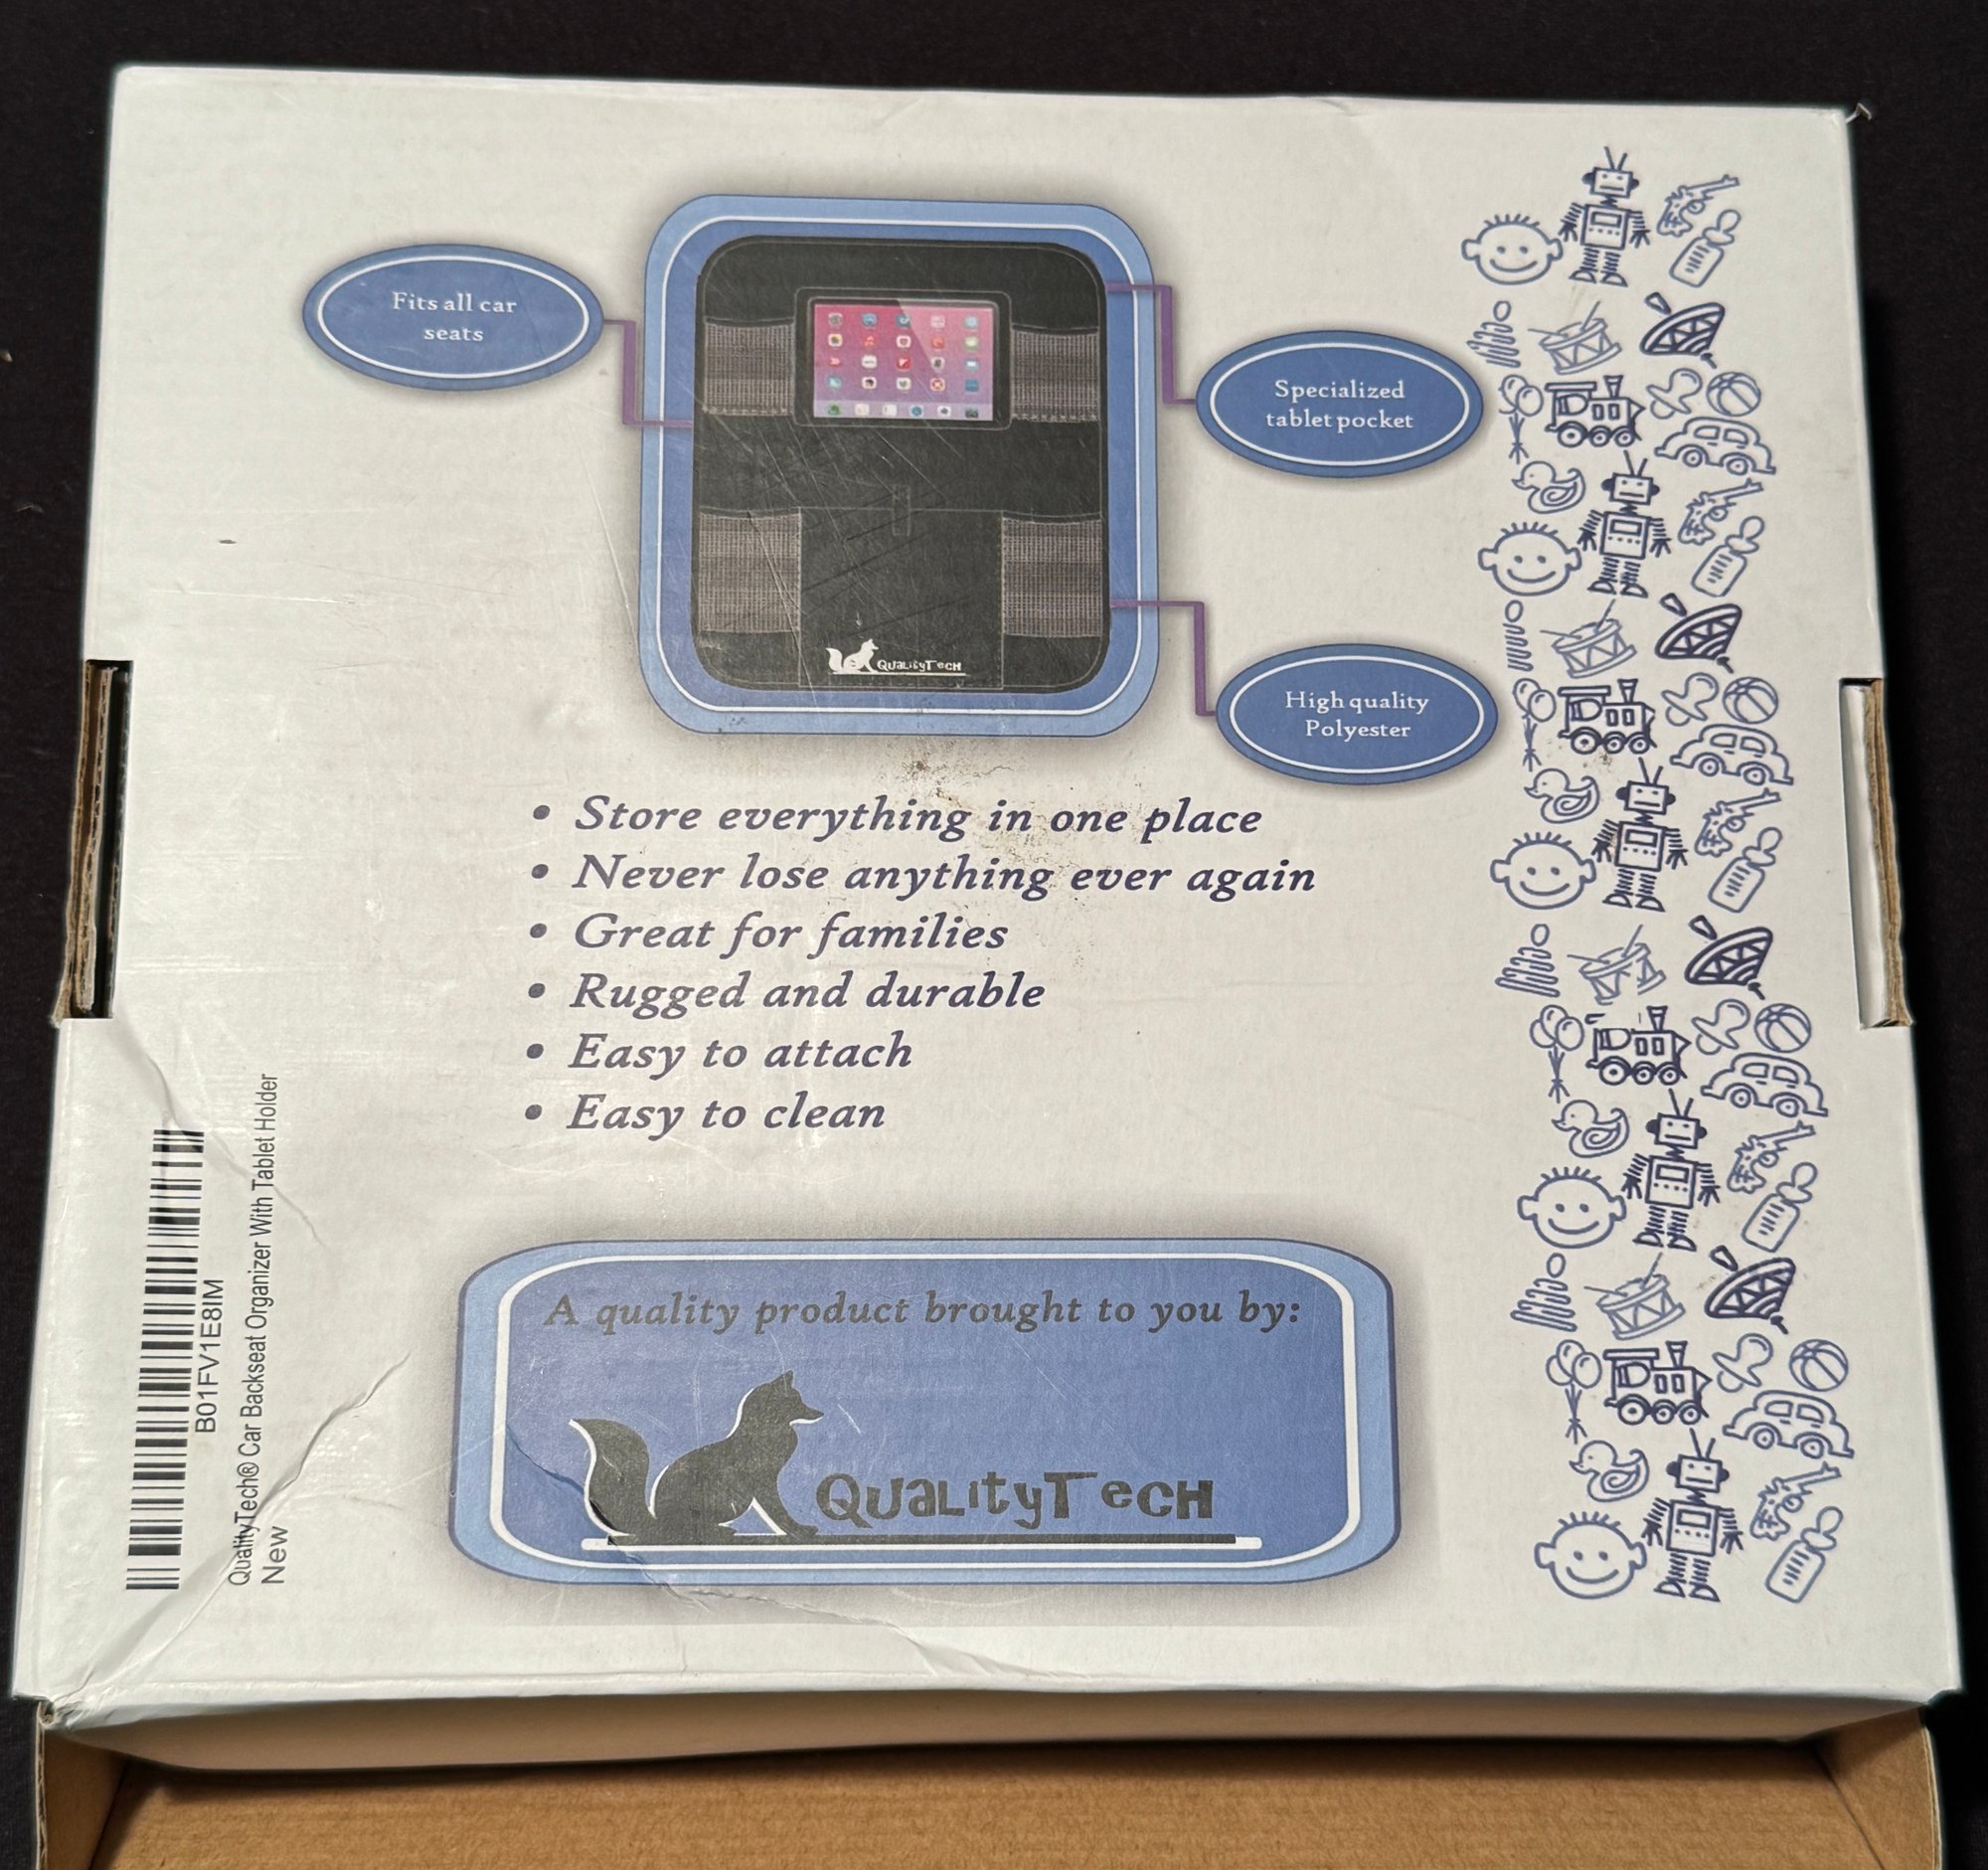 Fits all car
seats
Specialized
tablet pocket
QualityTech
High quality
Polyester
• Store everything in one place
• Never lose anything ever again
• Great for families
• Rugged and durable
• Easy to attach
• Easy to clean
A quality product brought to you by:
QualityTech
B01FV1E8IM
QualityTech® Car Backseat Organizer With Tablet Holder
New